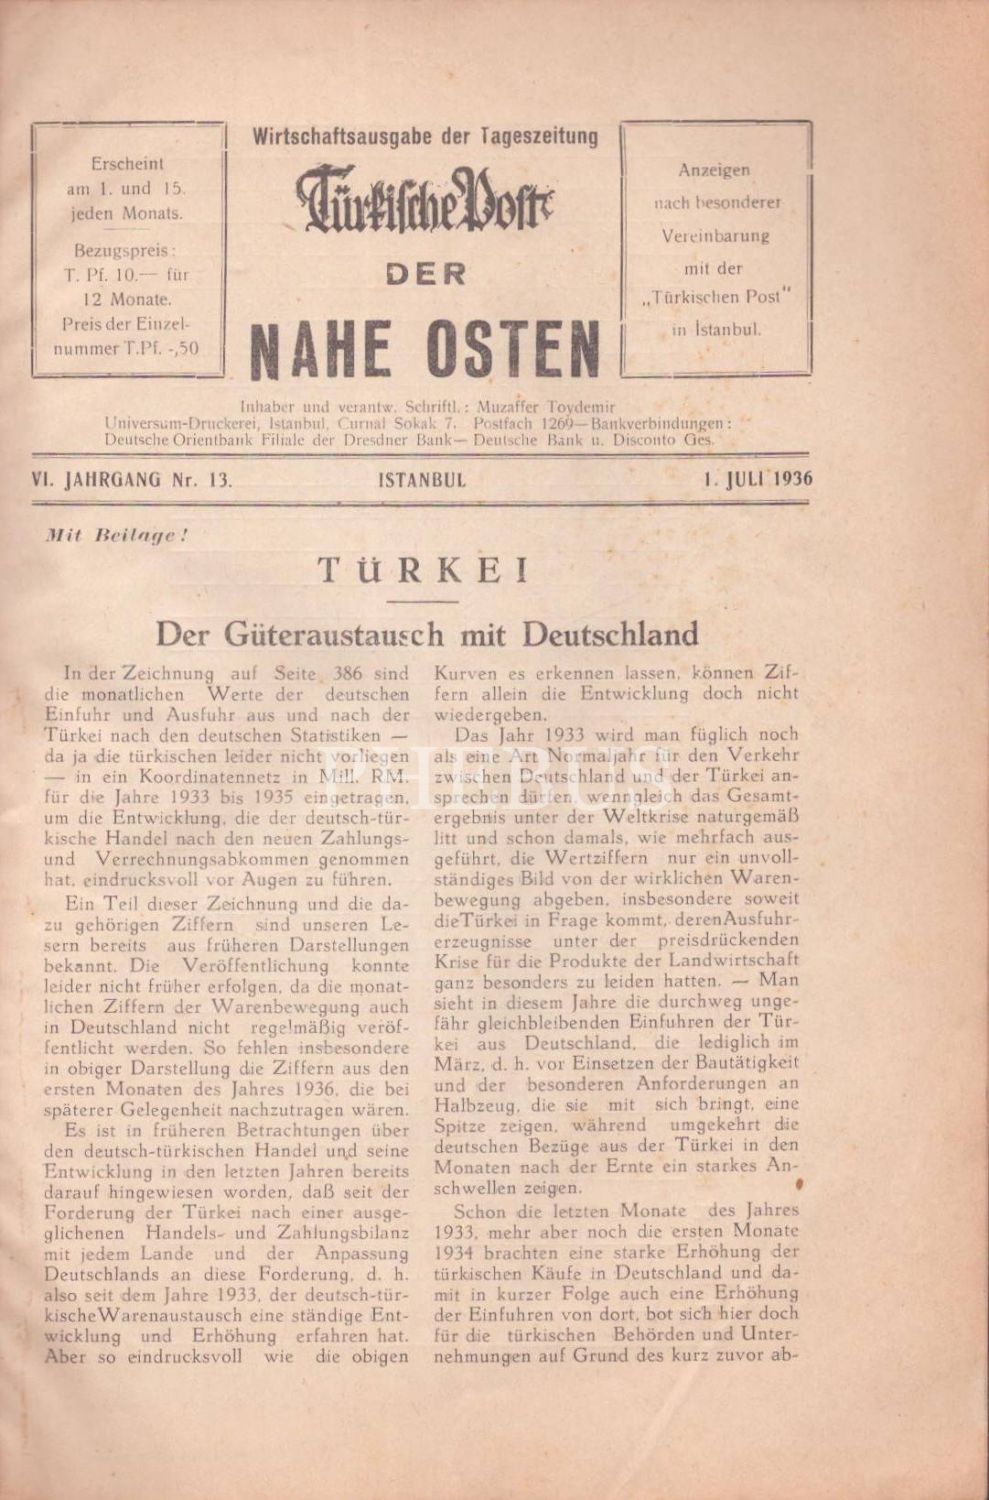 Erscheint
am 1. und 15.
jeden Monats.
Bezugspreis:
T. Pf. 10.— für
12 Monate.
Preis der Einzel-
nummer T.Pf. -,50
Wirtschaftsausgabe der Tageszeitung
Türkische Post
DER
NAHE OSTEN
Anzeigen
nach besonderer
Vereinbarung
mit der
„Türkischen Post"
in İstanbul.
Inhaber und verantw. Schriftl.: Muzaffer Toydemir
Universum-Druckerei, Istanbul, Curnal Sokak 7. Postfach 1269—Bankverbindungen:
Deutsche Orientbank Filiale der Dresdner Bank— Deutsche Bank u. Disconto Ges.
VI. JAHRGANG Nr. 13. ISTANBUL 1. JULI 1936
Mit Beilage!
TÜRKEI
Der Güteraustausch mit Deutschland
In der Zeichnung auf Seite 386 sind
die monatlichen Werte der deutschen
Einfuhr und Ausfuhr aus und nach der
Türkei nach den deutschen Statistiken —
da ja die türkischen leider nicht vorliegen
— in ein Koordinatennetz in Mill. RM.
für die Jahre 1933 bis 1935 eingetragen,
um die Entwicklung, die der deutsch-tür-
kische Handel nach den neuen Zahlungs-
und Verrechnungsabkommen genommen
hat, eindrucksvoll vor Augen zu führen.
Ein Teil dieser Zeichnung und die da-
zu gehörigen Ziffern sind unseren Le-
sern bereits aus früheren Darstellungen
bekannt. Die Veröffentlichung konnte
leider nicht früher erfolgen, da die monat-
lichen Ziffern der Warenbewegung auch
in Deutschland nicht regelmäßig veröf-
fentlicht werden. So fehlen insbesondere
in obiger Darstellung die Ziffern aus den
ersten Monaten des Jahres 1936, die bei
späterer Gelegenheit nachzutragen wären.
Es ist in früheren Betrachtungen über
den deutsch-türkischen Handel und seine
Entwicklung in den letzten Jahren bereits
darauf hingewiesen worden, daß seit der
Forderung der Türkei nach einer ausge-
glichenen Handels- und Zahlungsbilanz
mit jedem Lande und der Anpassung
Deutschlands an diese Forderung, d. h.
also seit dem Jahre 1933, der deutsch-tür-
kische Warenaustausch eine ständige Ent-
wicklung und Erhöhung erfahren hat.
Aber so eindrucksvoll wie die obigen
Kurven es erkennen lassen, können Zif-
fern allein die Entwicklung doch nicht
wiedergeben.
Das Jahr 1933 wird man füglich noch
als eine Art Normaljahr für den Verkehr
zwischen Deutschland und der Türkei an-
sprechen dürfen, wenngleich das Gesamt-
ergebnis unter der Weltkrise naturgemäß
litt und schon damals, wie mehrfach aus-
geführt, die Wertziffern nur ein unvoll-
ständiges Bild von der wirklichen Waren-
bewegung abgeben, insbesondere soweit
die Türkei in Frage kommt, deren Ausfuhr-
erzeugnisse unter der preisdrückenden
Krise für die Produkte der Landwirtschaft
ganz besonders zu leiden hatten. — Man
sieht in diesem Jahre die durchweg unge-
fähr gleichbleibenden Einfuhren der Tür-
kei aus Deutschland, die lediglich im
März, d. h. vor Einsetzen der Bautätigkeit
und der besonderen Anforderungen an
Halbzeug, die sie mit sich bringt, eine
Spitze zeigen, während umgekehrt die
deutschen Bezüge aus der Türkei in den
Monaten nach der Ernte ein starkes An-
schwellen zeigen.
Schon die letzten Monate des Jahres
1933, mehr aber noch die ersten Monate
1934 brachten eine starke Erhöhung der
türkischen Käufe in Deutschland und da-
mit in kurzer Folge auch eine Erhöhung
der Einfuhren von dort, bot sich hier doch
für die türkischen Behörden und Unter-
nehmungen auf Grund des kurz zuvor ab-